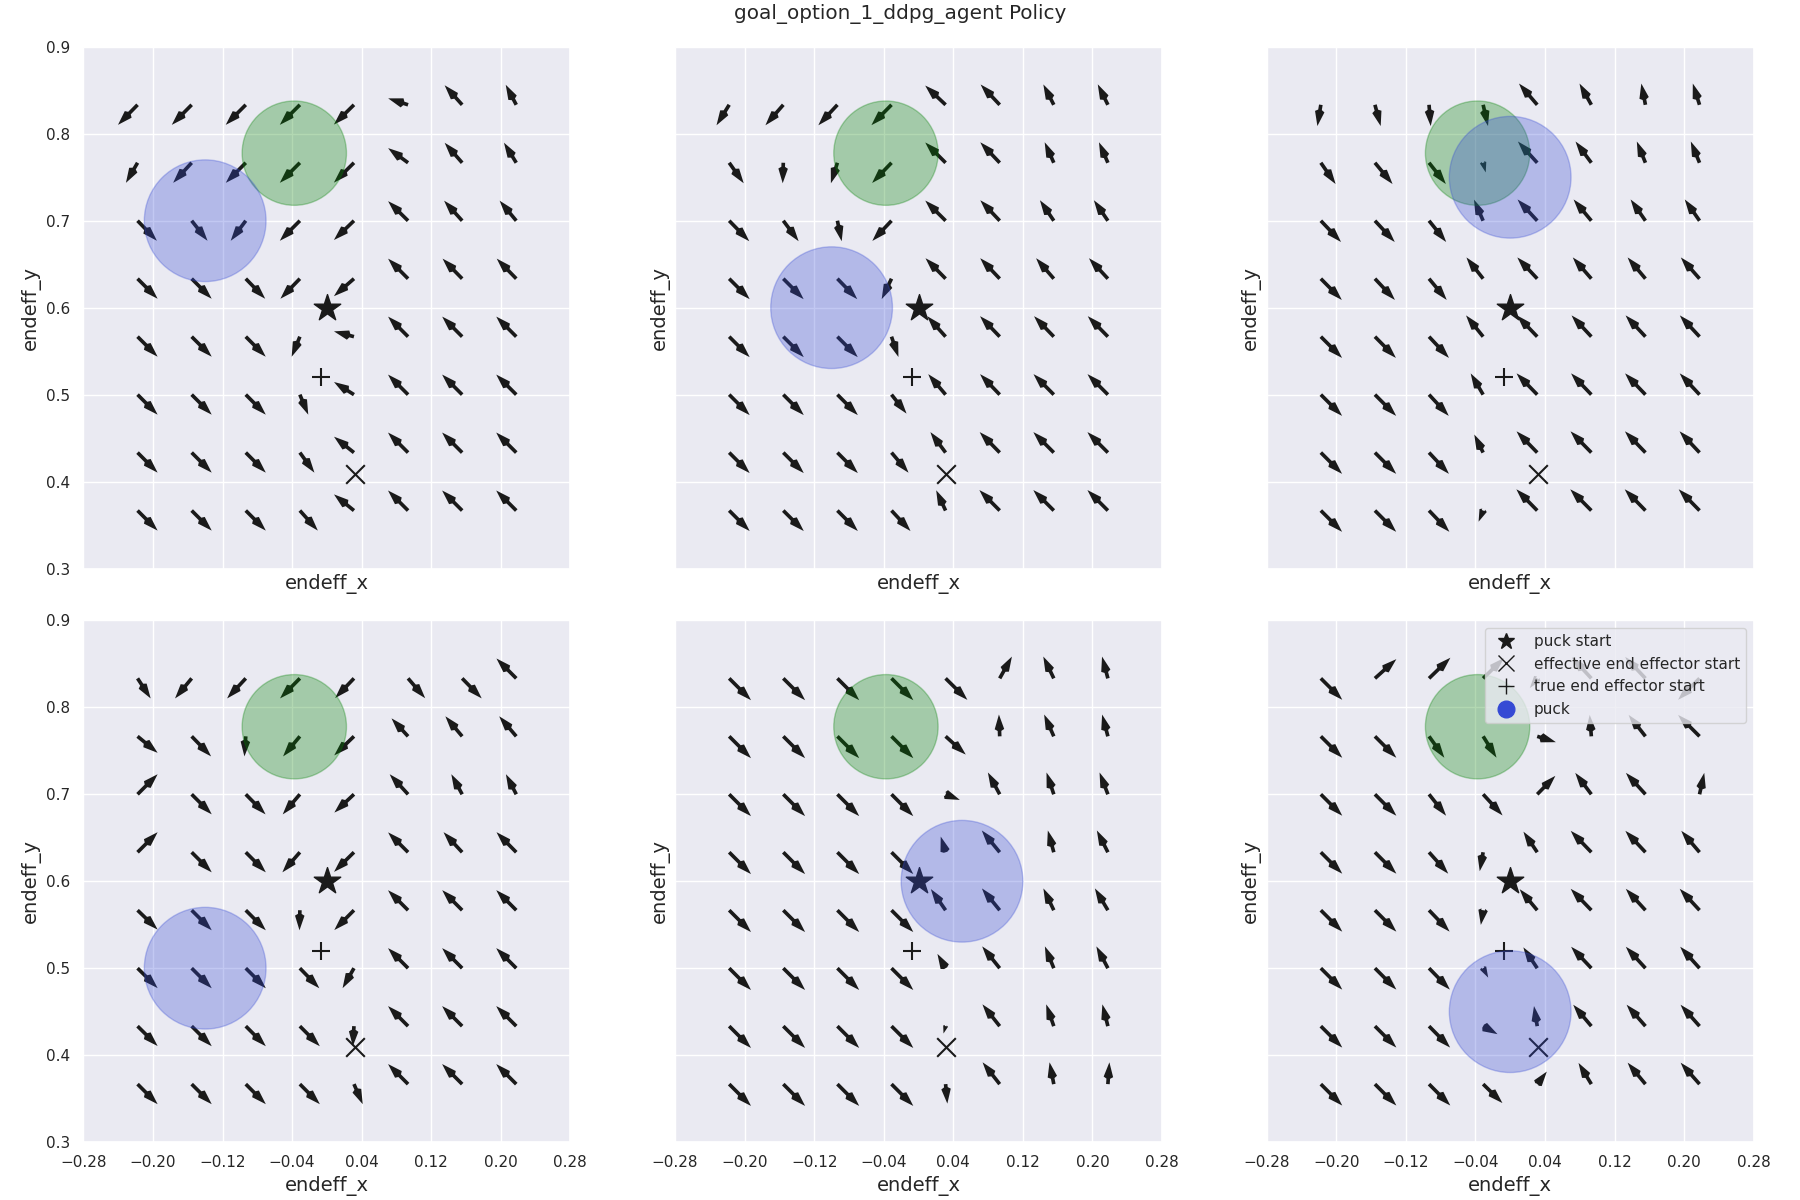 goal_option_1_ddpg_agent Policy
0.9
0.8
0.7
0.6
0.5
0.4
0.3
endeff_y
endeff_x
endeff_y
endeff_x
endeff_y
endeff_x
0.9
0.8
0.7
0.6
0.5
0.4
0.3
endeff_y
−0.28 −0.20 −0.12 −0.04 0.04 0.12 0.20 0.28
endeff_x
endeff_y
−0.28 −0.20 −0.12 −0.04 0.04 0.12 0.20 0.28
endeff_x
puck start
effective end effector start
true end effector start
puck
endeff_y
−0.28 −0.20 −0.12 −0.04 0.04 0.12 0.20 0.28
endeff_x